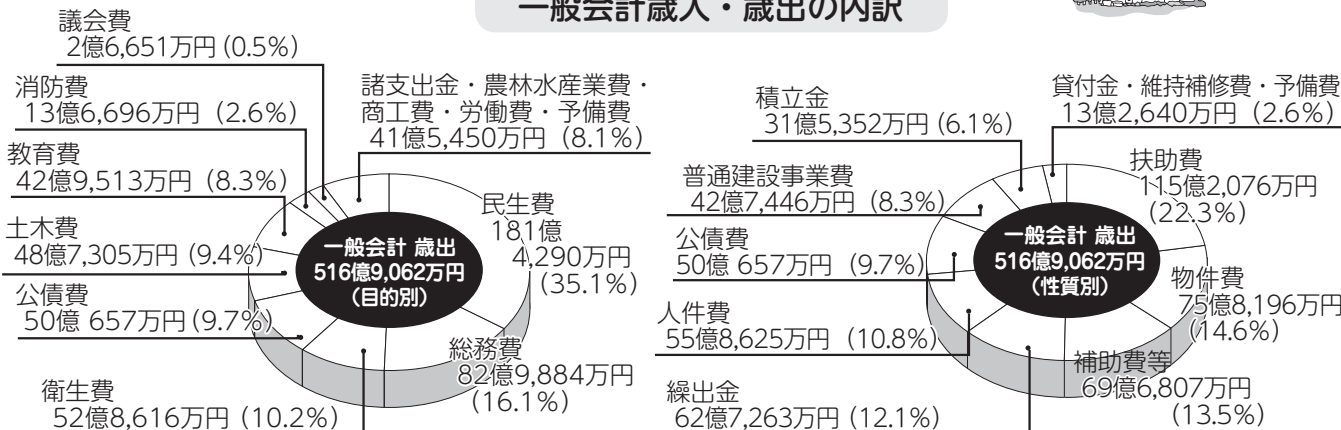 一般会計歳入・歳出の内訳
議会費
2億6,651万円 (0.5%)
消防費
13億6,696万円 (2.6%)
教育費
42億9,513万円 (8.3%)
土木費
48億7,305万円 (9.4%)
公債費
50億 657万円 (9.7%)
衛生費
52億8,616万円 (10.2%)
諸支出金・農林水産業費・
商工費・労働費・予備費
41億5,450万円 (8.1%)
民生費
181億
4,290万円
(35.1%)
総務費
82億9,884万円
(16.1%)
一般会計 歳出
516億9,062万円
(目的別)
積立金
31億5,352万円 (6.1%)
普通建設事業費
42億7,446万円 (8.3%)
公債費
50億 657万円 (9.7%)
人件費
55億8,625万円 (10.8%)
繰出金
62億7,263万円 (12.1%)
貸付金・維持補修費・予備費
13億2,640万円 (2.6%)
扶助費
115億2,076万円
(22.3%)
物件費
75億8,196万円
(14.6%)
補助費等
69億6,807万円
(13.5%)
一般会計 歳出
516億9,062万円
(性質別)